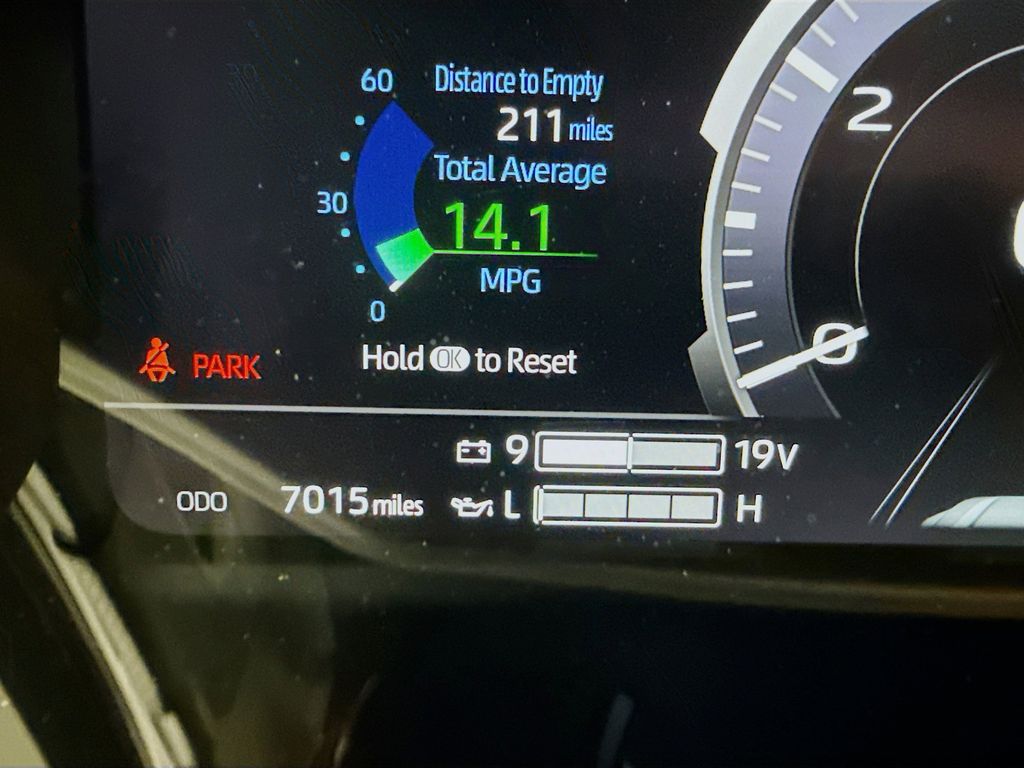 60
Distance to Empty
211 miles
Total Average
30
14.1
MPG
0
PARK
Hold OK to Reset
2
0
9 19V
ODO 7015 miles
L H